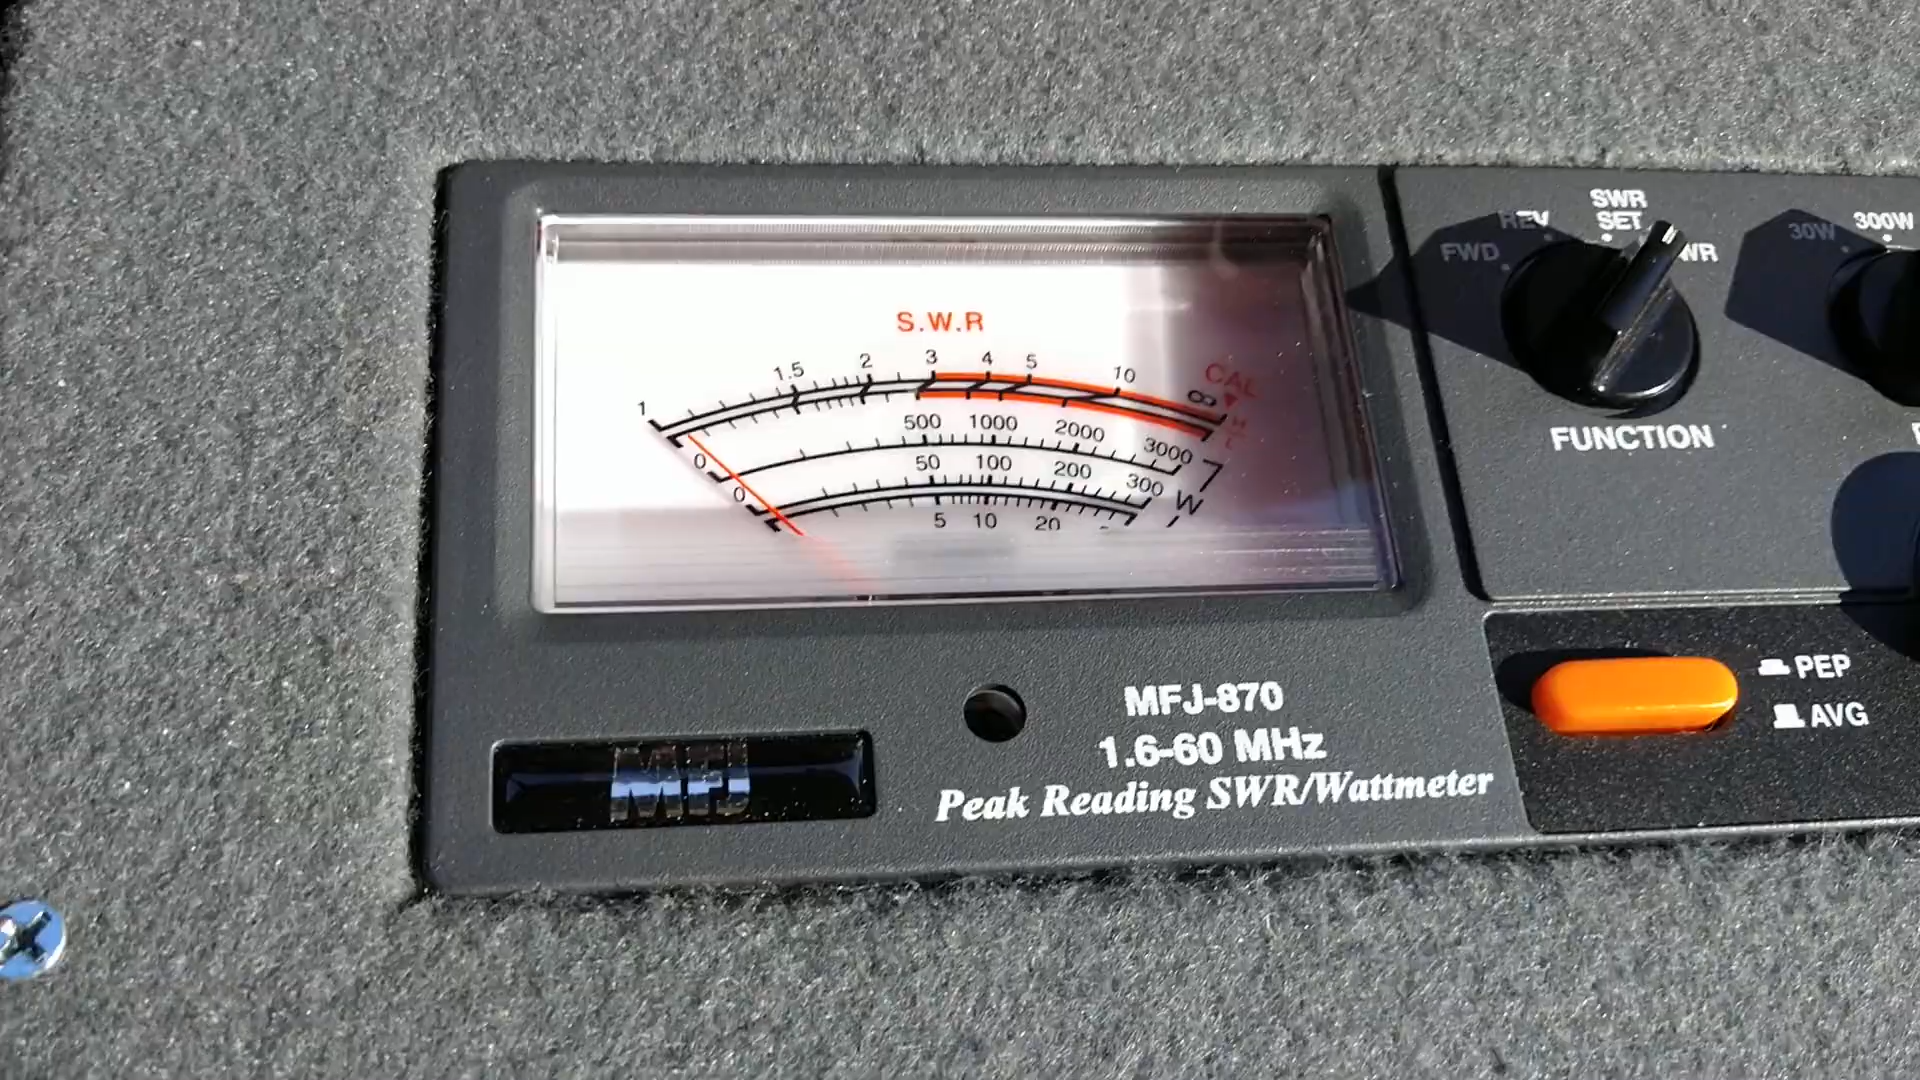 S.W.R
1 1.5 2 3 4 5 10 ∞
CAL
H
L
0 500 1000 2000 3000
0 50 100 200 300
W
5 10 20
FWD
REV
SWR
SET
WR
30W
300W
FUNCTION
PEP
AVG
MFJ
MFJ-870
1.6-60 MHz
Peak Reading SWR/Wattmeter